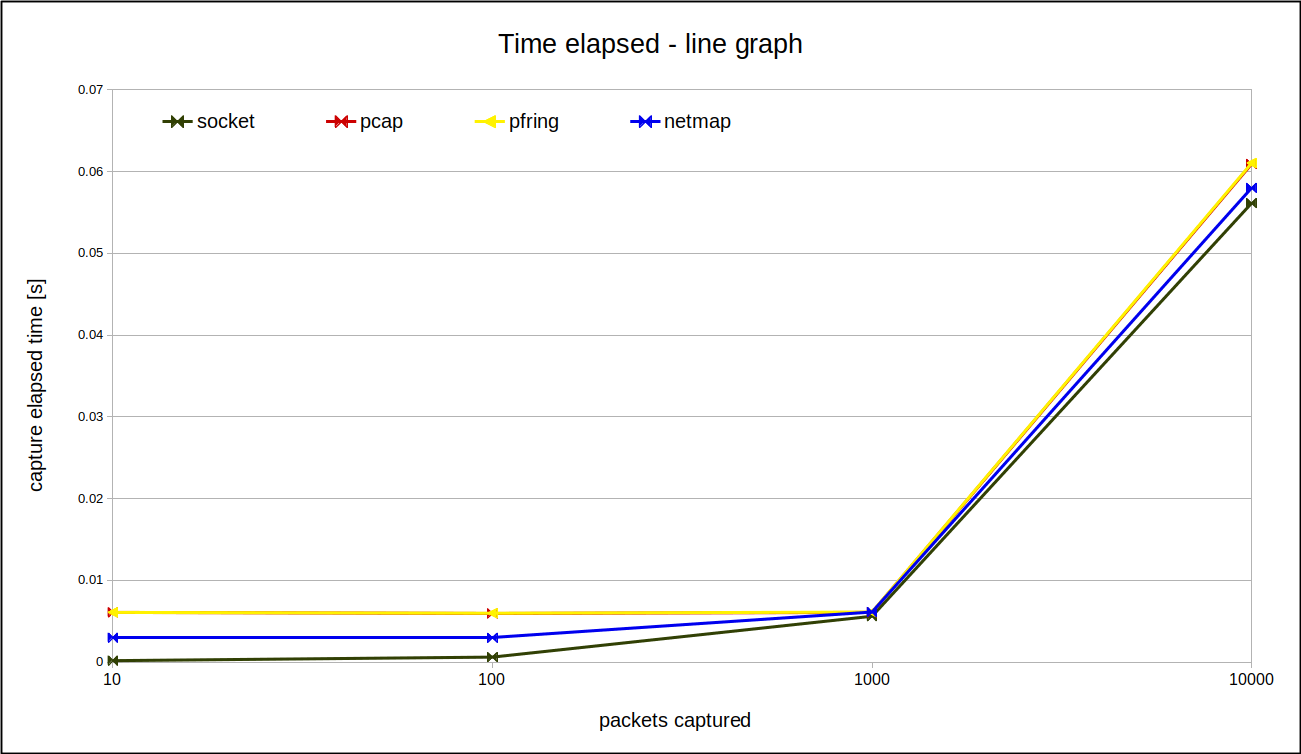 Time elapsed - line graph
socket pcap pfring netmap
0.07
0.06
0.05
0.04
0.03
0.02
0.01
0
capture elapsed time [s]
10 100 1000 10000
packets captured